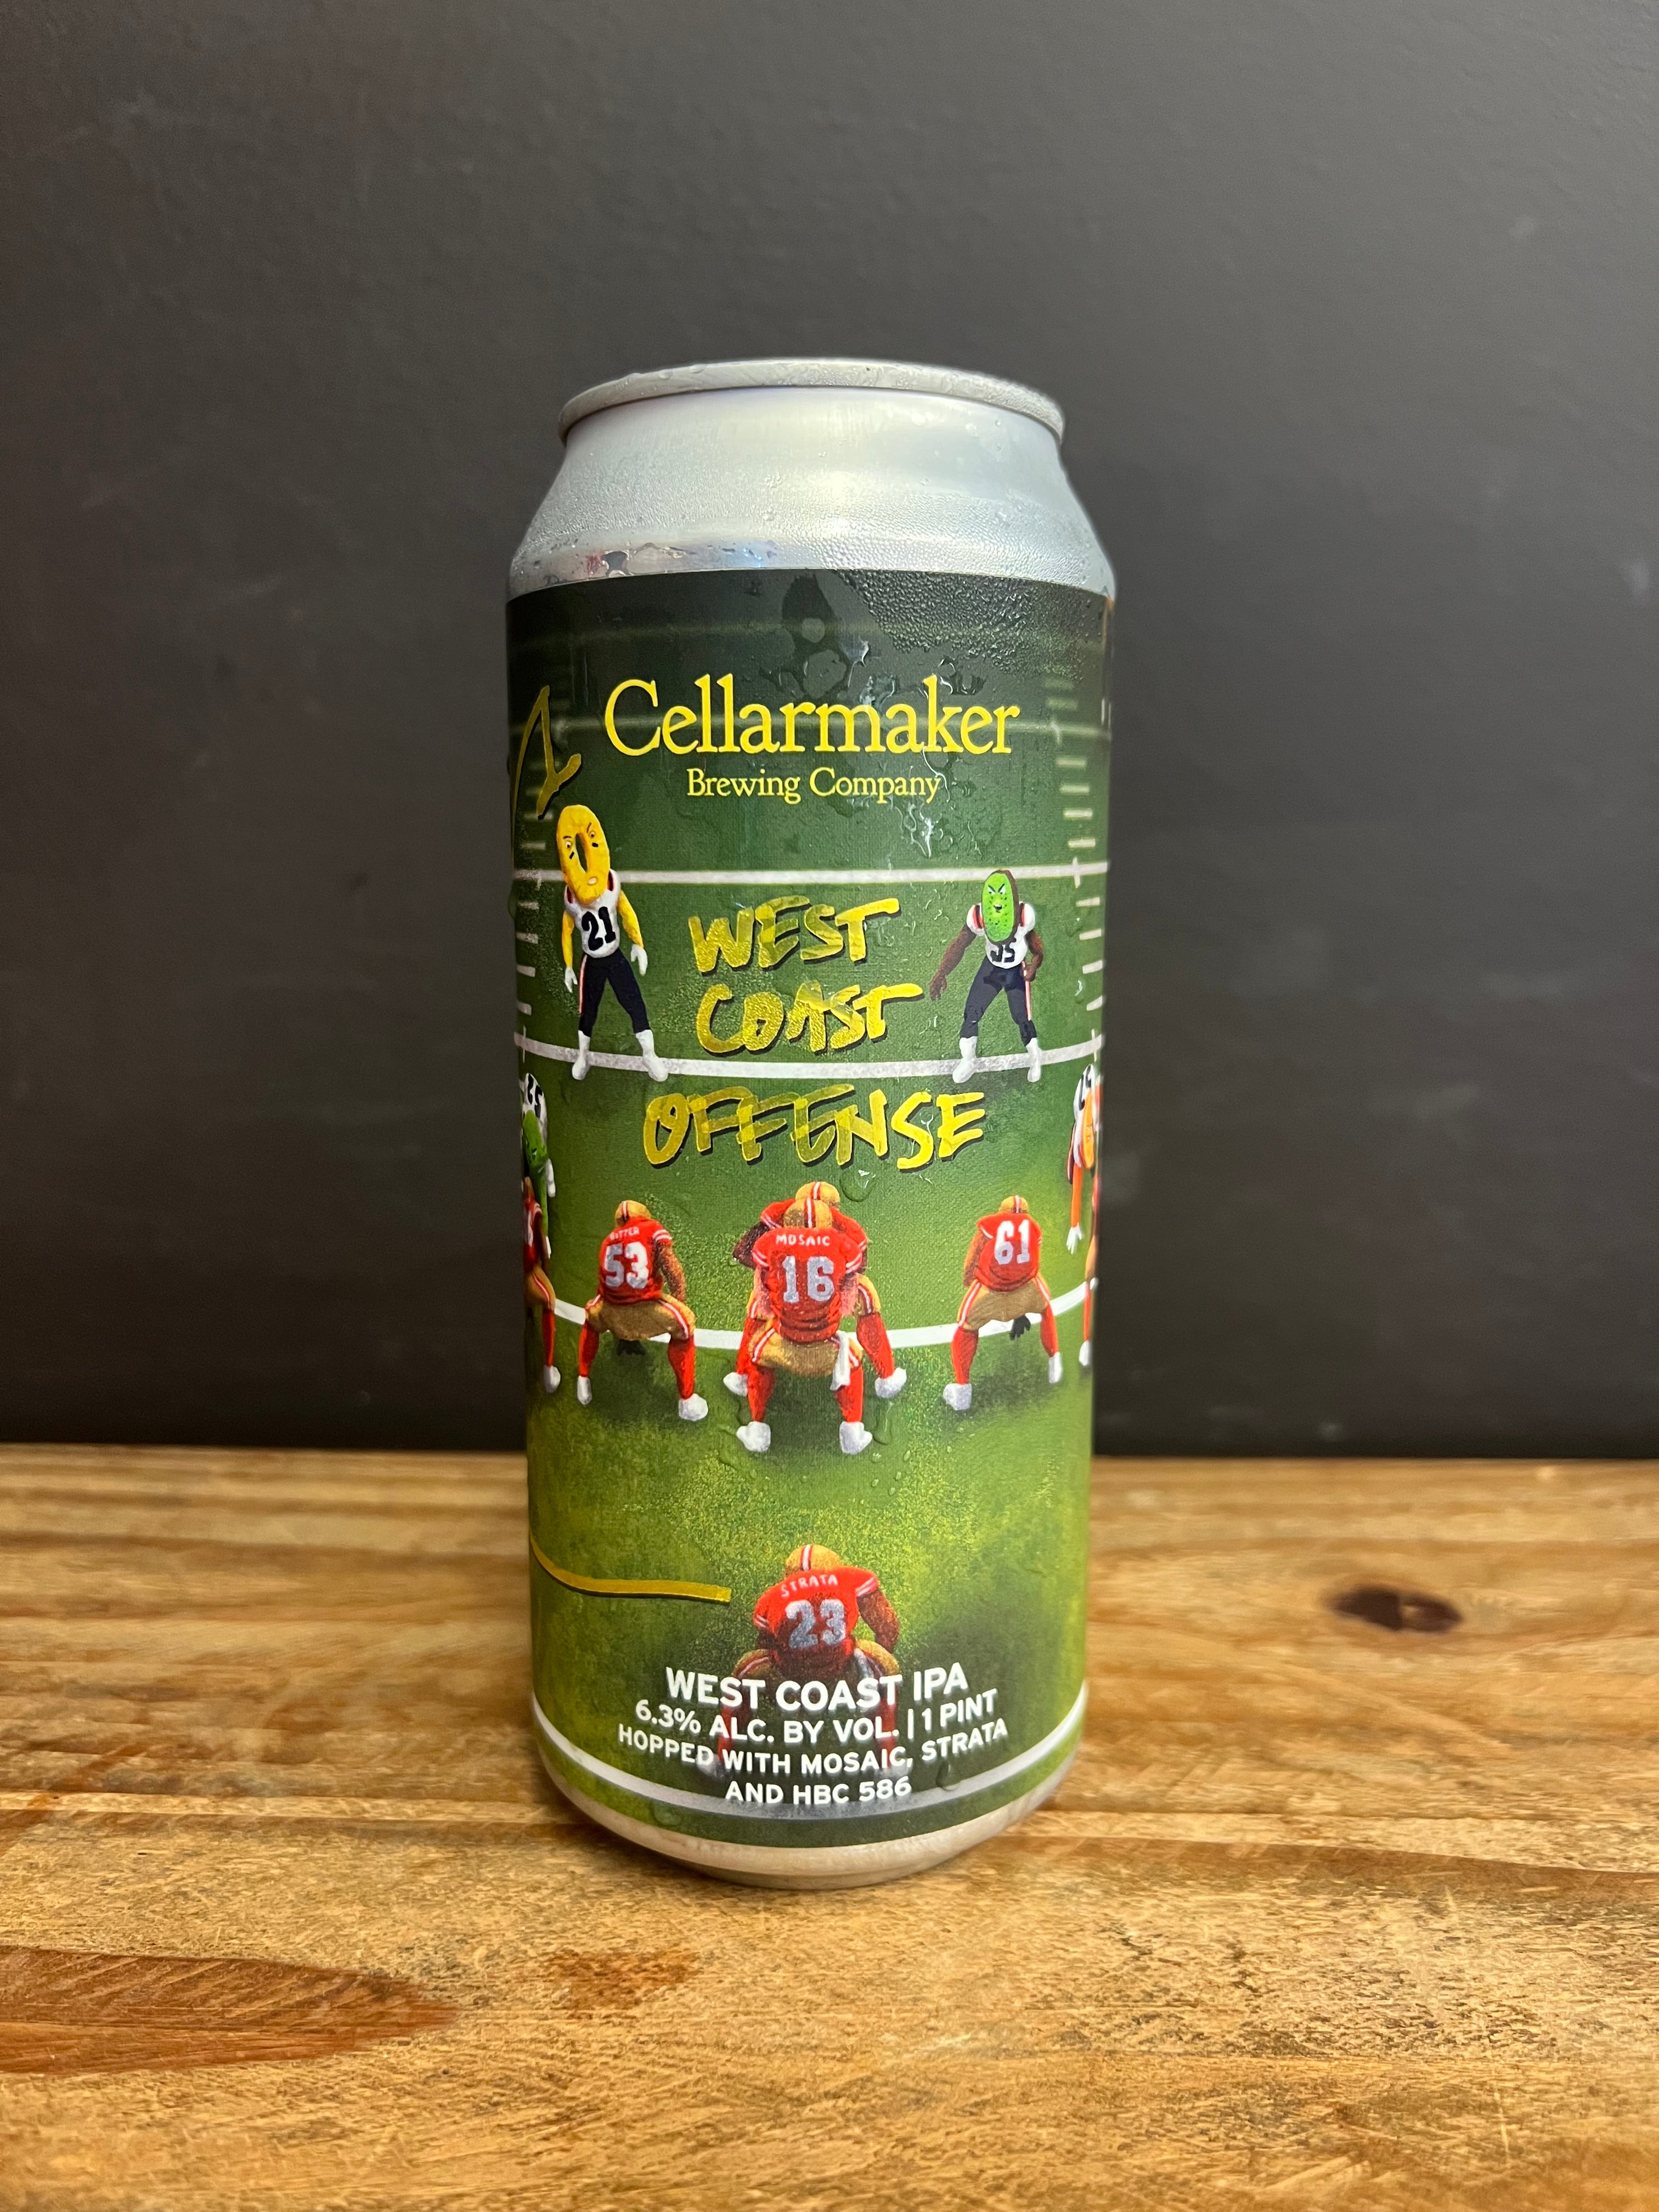 Cellarmaker
Brewing Company
21
WEST
COAST
OFFENSE
53
MOSAIC
16
61
STRATA
23
WEST COAST IPA
6.3% ALC. BY VOL. | 1 PINT
HOPPED WITH MOSAIC, STRATA
AND HBC 586